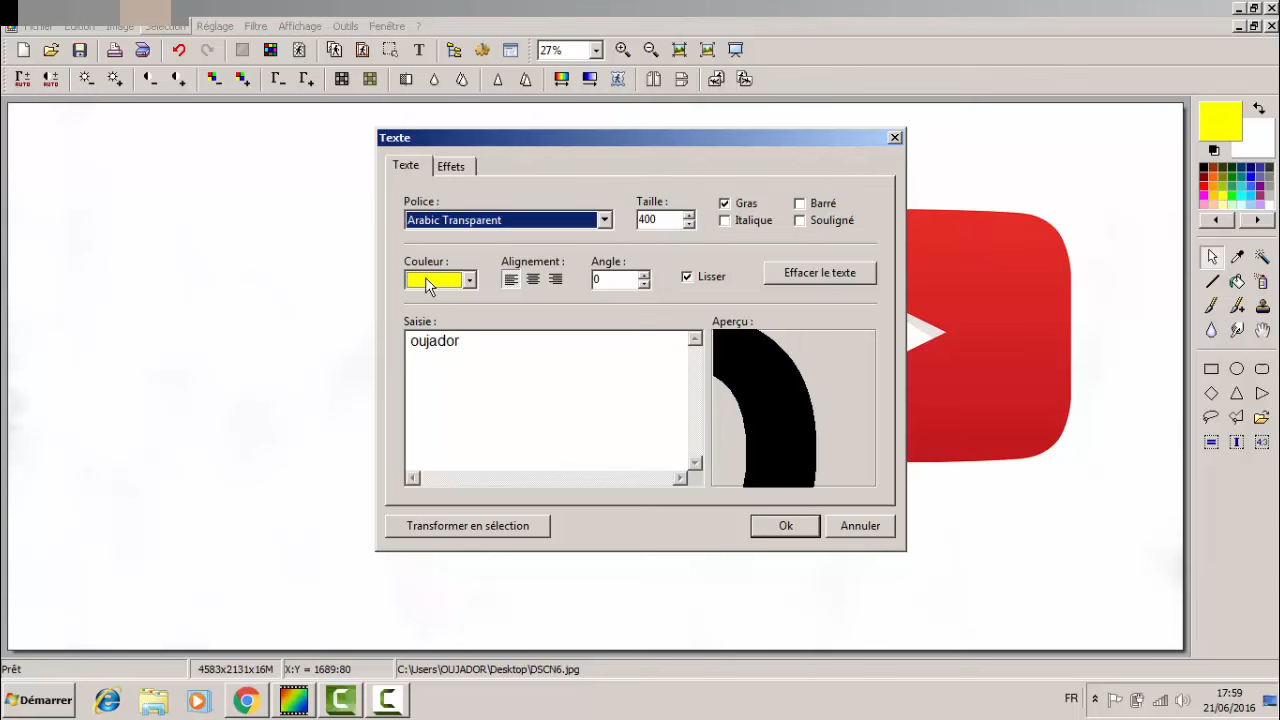 Fichier Edition Image Sélection Réglage Filtre Affichage Outils Fenêtre ?
27%
AUTO AUTO
Texte
Texte Effets
Police : Taille : Gras Barré
Arabic Transparent 400 Italique Souligné
Couleur : Alignement : Angle :
0 Lisser Effacer le texte
Saisie : Aperçu :
oujador
Transformer en sélection Ok Annuler
Prêt 4583x2131x16M X:Y = 1689:80 C:\Users\OUJADOR\Desktop\DSCN6.jpg
Démarrer FR 17:59
21/06/2016